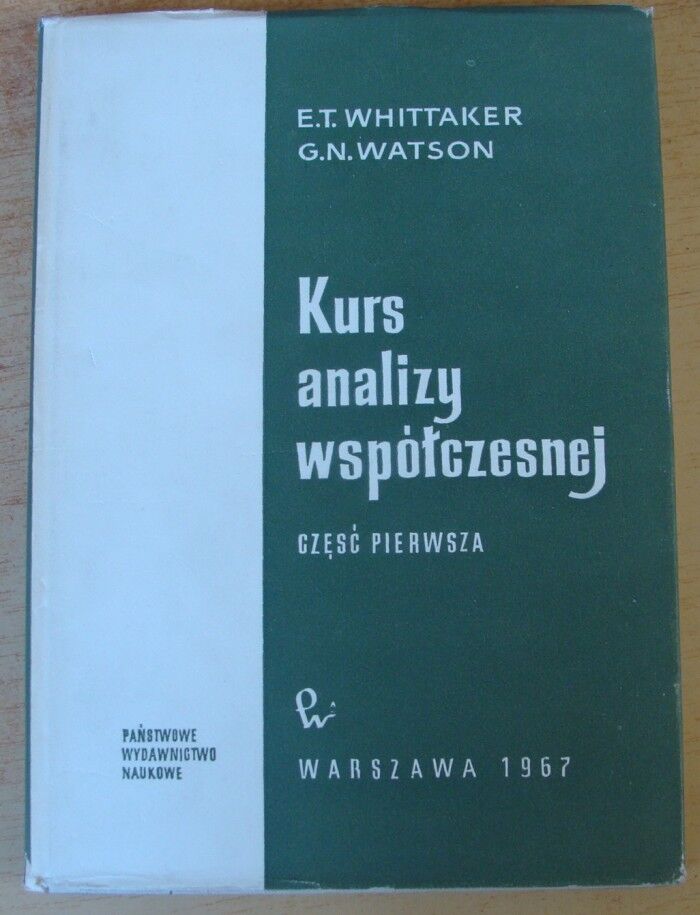 E.T. WHITTAKER
G.N. WATSON
Kurs
analizy
współczesnej
CZĘŚĆ PIERWSZA
PAŃSTWOWE
WYDAWNICTWO
NAUKOWE
WARSZAWA 1967